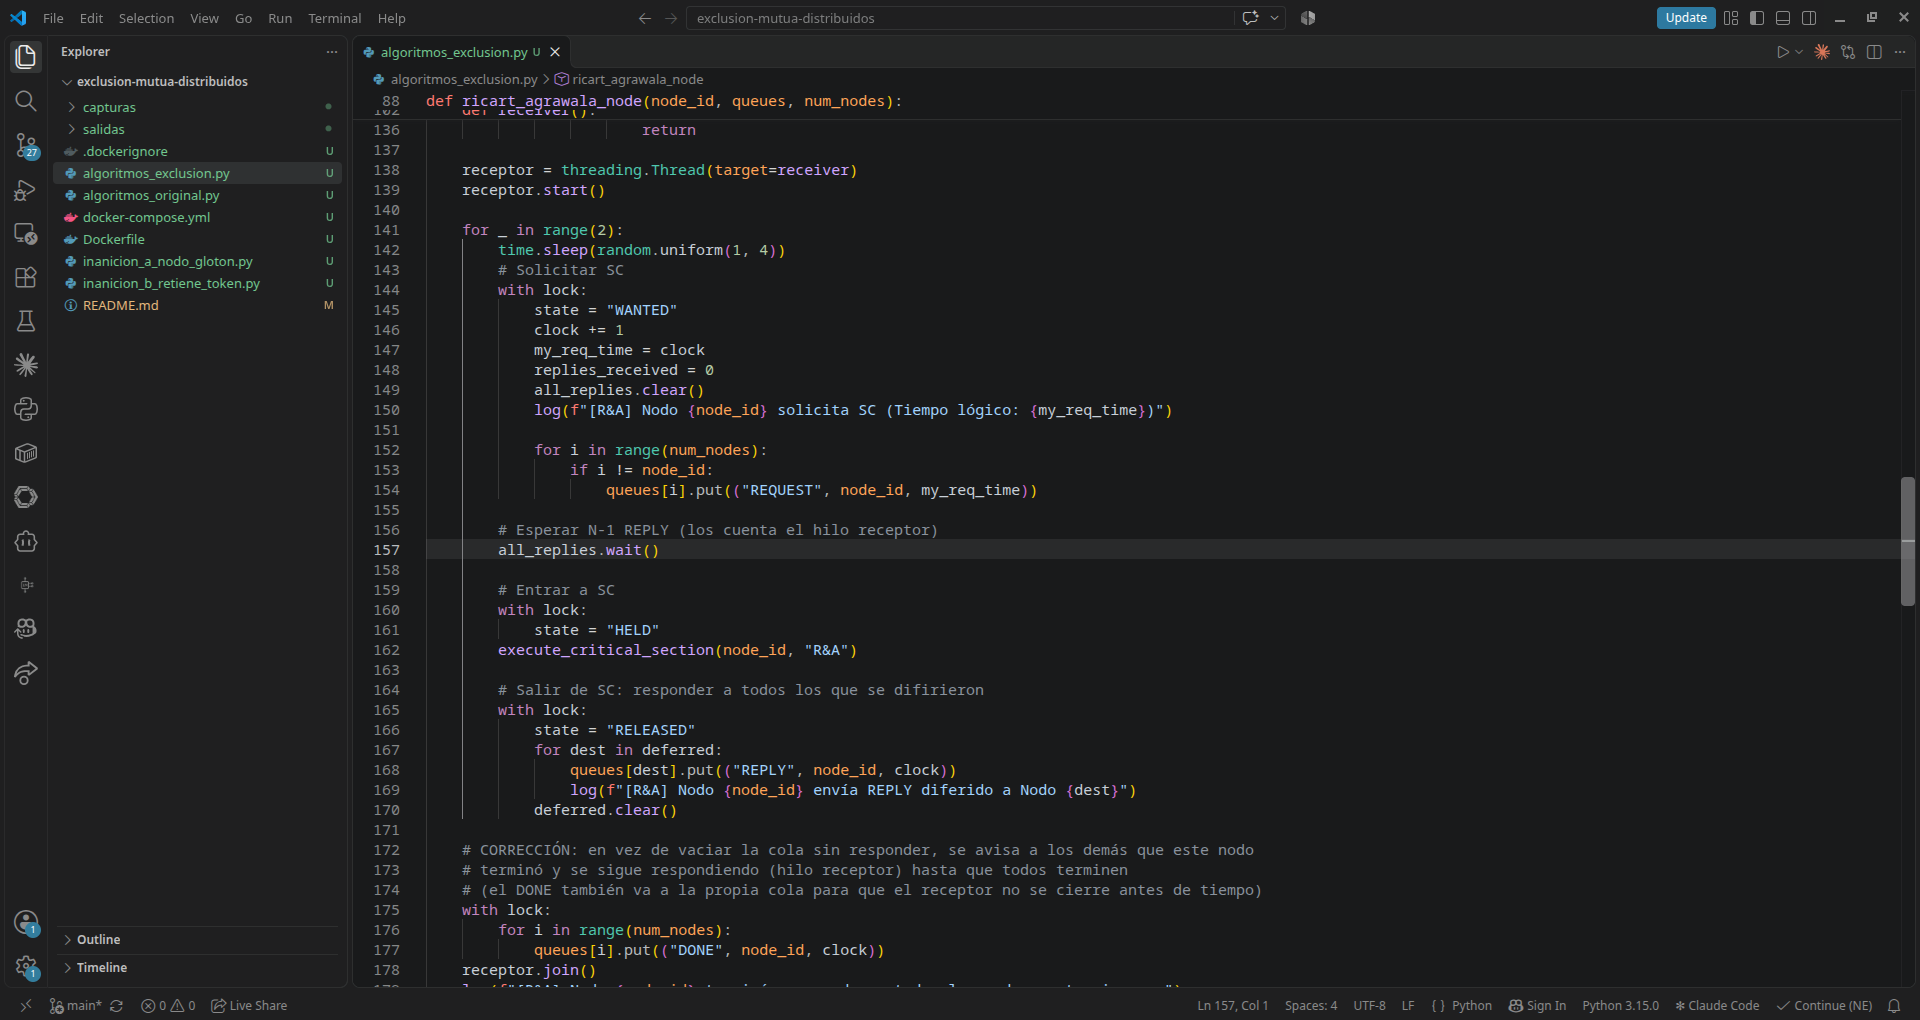 File Edit Selection View Go Run Terminal Help
exclusion-mutua-distribuidos
Update
Explorer
exclusion-mutua-distribuidos
capturas
salidas
.dockerignore U
algoritmos_exclusion.py U
algoritmos_original.py U
docker-compose.yml U
Dockerfile U
inanicion_a_nodo_gloton.py U
inanicion_b_retiene_token.py U
README.md M
27
1
1
Outline
Timeline
algoritmos_exclusion.py U
algoritmos_exclusion.py > ricart_agrawala_node
88 def ricart_agrawala_node(node_id, queues, num_nodes):
102 def receiver():
136 return
137
138 receptor = threading.Thread(target=receiver)
139 receptor.start()
140
141 for _ in range(2):
142 time.sleep(random.uniform(1, 4))
143 # Solicitar SC
144 with lock:
145 state = "WANTED"
146 clock += 1
147 my_req_time = clock
148 replies_received = 0
149 all_replies.clear()
150 log(f"[R&A] Nodo {node_id} solicita SC (Tiempo lógico: {my_req_time})")
151
152 for i in range(num_nodes):
153 if i != node_id:
154 queues[i].put(("REQUEST", node_id, my_req_time))
155
156 # Esperar N-1 REPLY (los cuenta el hilo receptor)
157 all_replies.wait()
158
159 # Entrar a SC
160 with lock:
161 state = "HELD"
162 execute_critical_section(node_id, "R&A")
163
164 # Salir de SC: responder a todos los que se difirieron
165 with lock:
166 state = "RELEASED"
167 for dest in deferred:
168 queues[dest].put(("REPLY", node_id, clock))
169 log(f"[R&A] Nodo {node_id} envía REPLY diferido a Nodo {dest}")
170 deferred.clear()
171
172 # CORRECCIÓN: en vez de vaciar la cola sin responder, se avisa a los demás que este nodo
173 # terminó y se sigue respondiendo (hilo receptor) hasta que todos terminen
174 # (el DONE también va a la propia cola para que el receptor no se cierre antes de tiempo)
175 with lock:
176 for i in range(num_nodes):
177 queues[i].put(("DONE", node_id, clock))
178 receptor.join()
main* 0 0 Live Share
Ln 157, Col 1 Spaces: 4 UTF-8 LF { } Python Sign In Python 3.15.0 Claude Code Continue (NE)